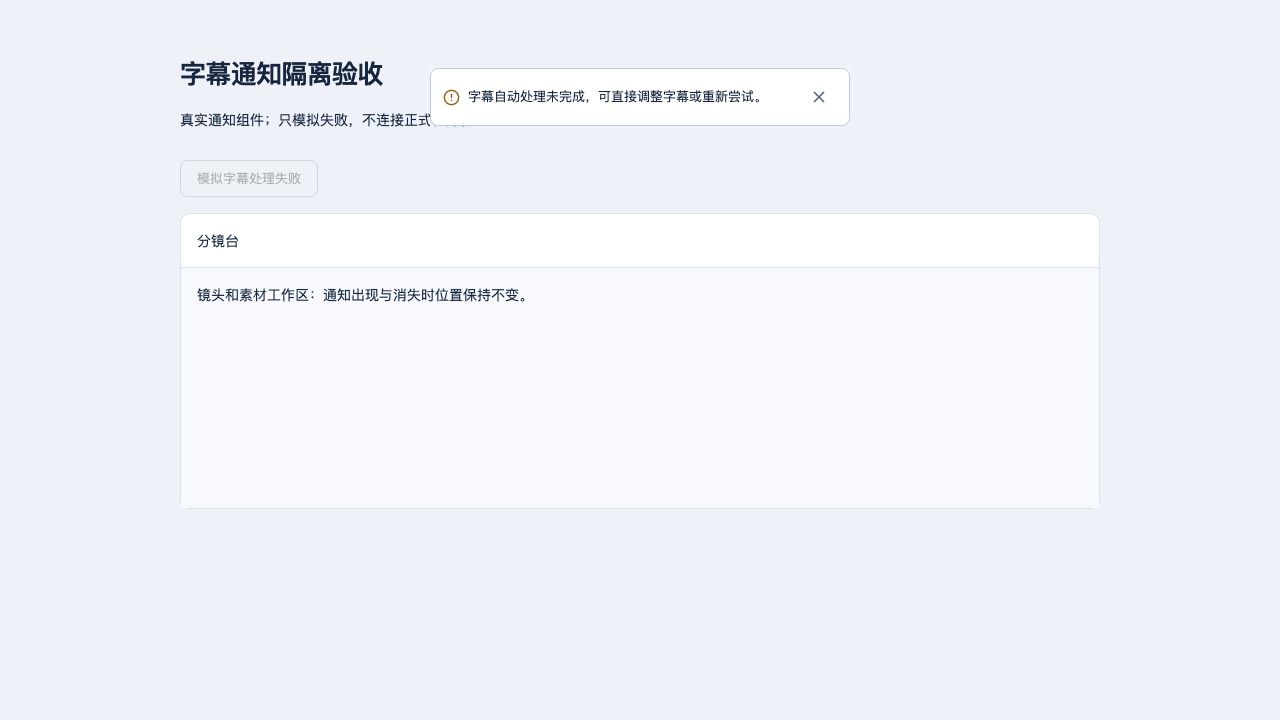 字幕通知隔离验收
字幕自动处理未完成，可直接调整字幕或重新尝试。
真实通知组件；只模拟失败，不连接正式
模拟字幕处理失败
分镜台
镜头和素材工作区：通知出现与消失时位置保持不变。